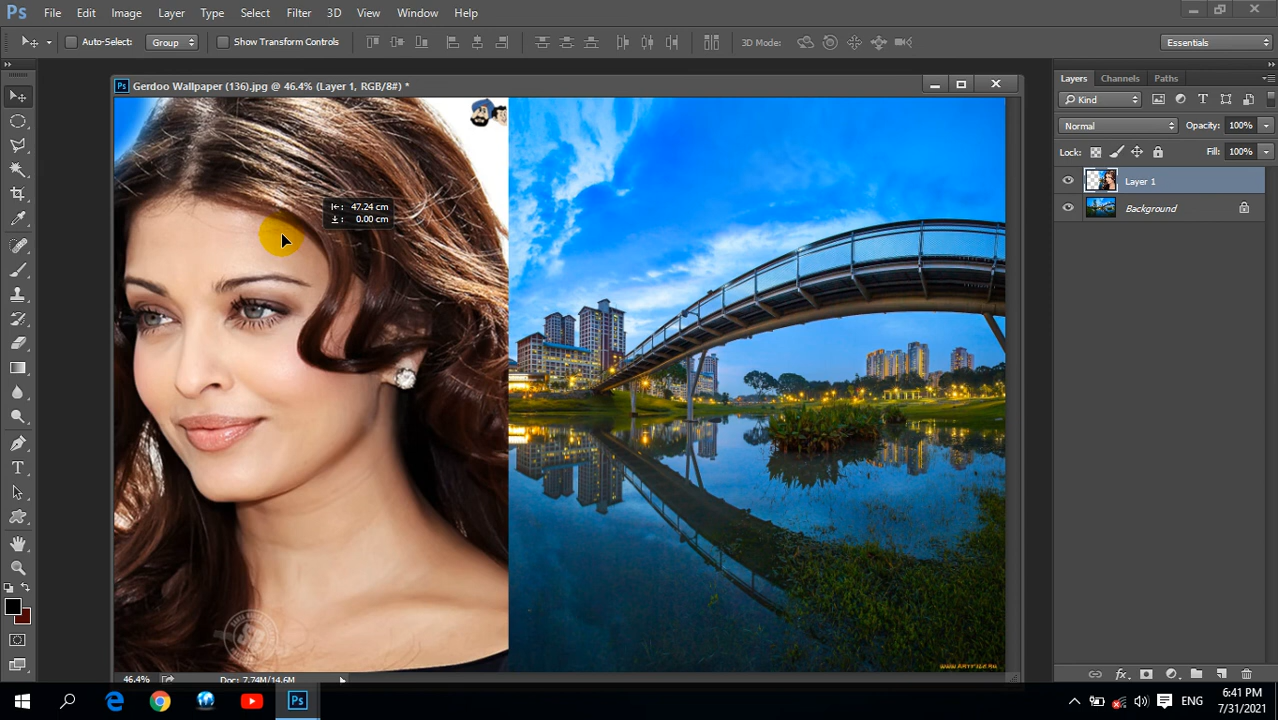 Ps File Edit Image Layer Type Select Filter 3D View Window Help
Auto-Select: Group Show Transform Controls 3D Mode: Essentials
Ps Gerdoo Wallpaper (136).jpg @ 46.4% (Layer 1, RGB/8#) *
Layers Channels Paths
Kind
Normal Opacity: 100%
Lock: Fill: 100%
Layer 1
Background
47.24 cm
0.00 cm
46.4% Doc: 7.74M/14.6M
fx
Ps ENG 6:41 PM
7/31/2021